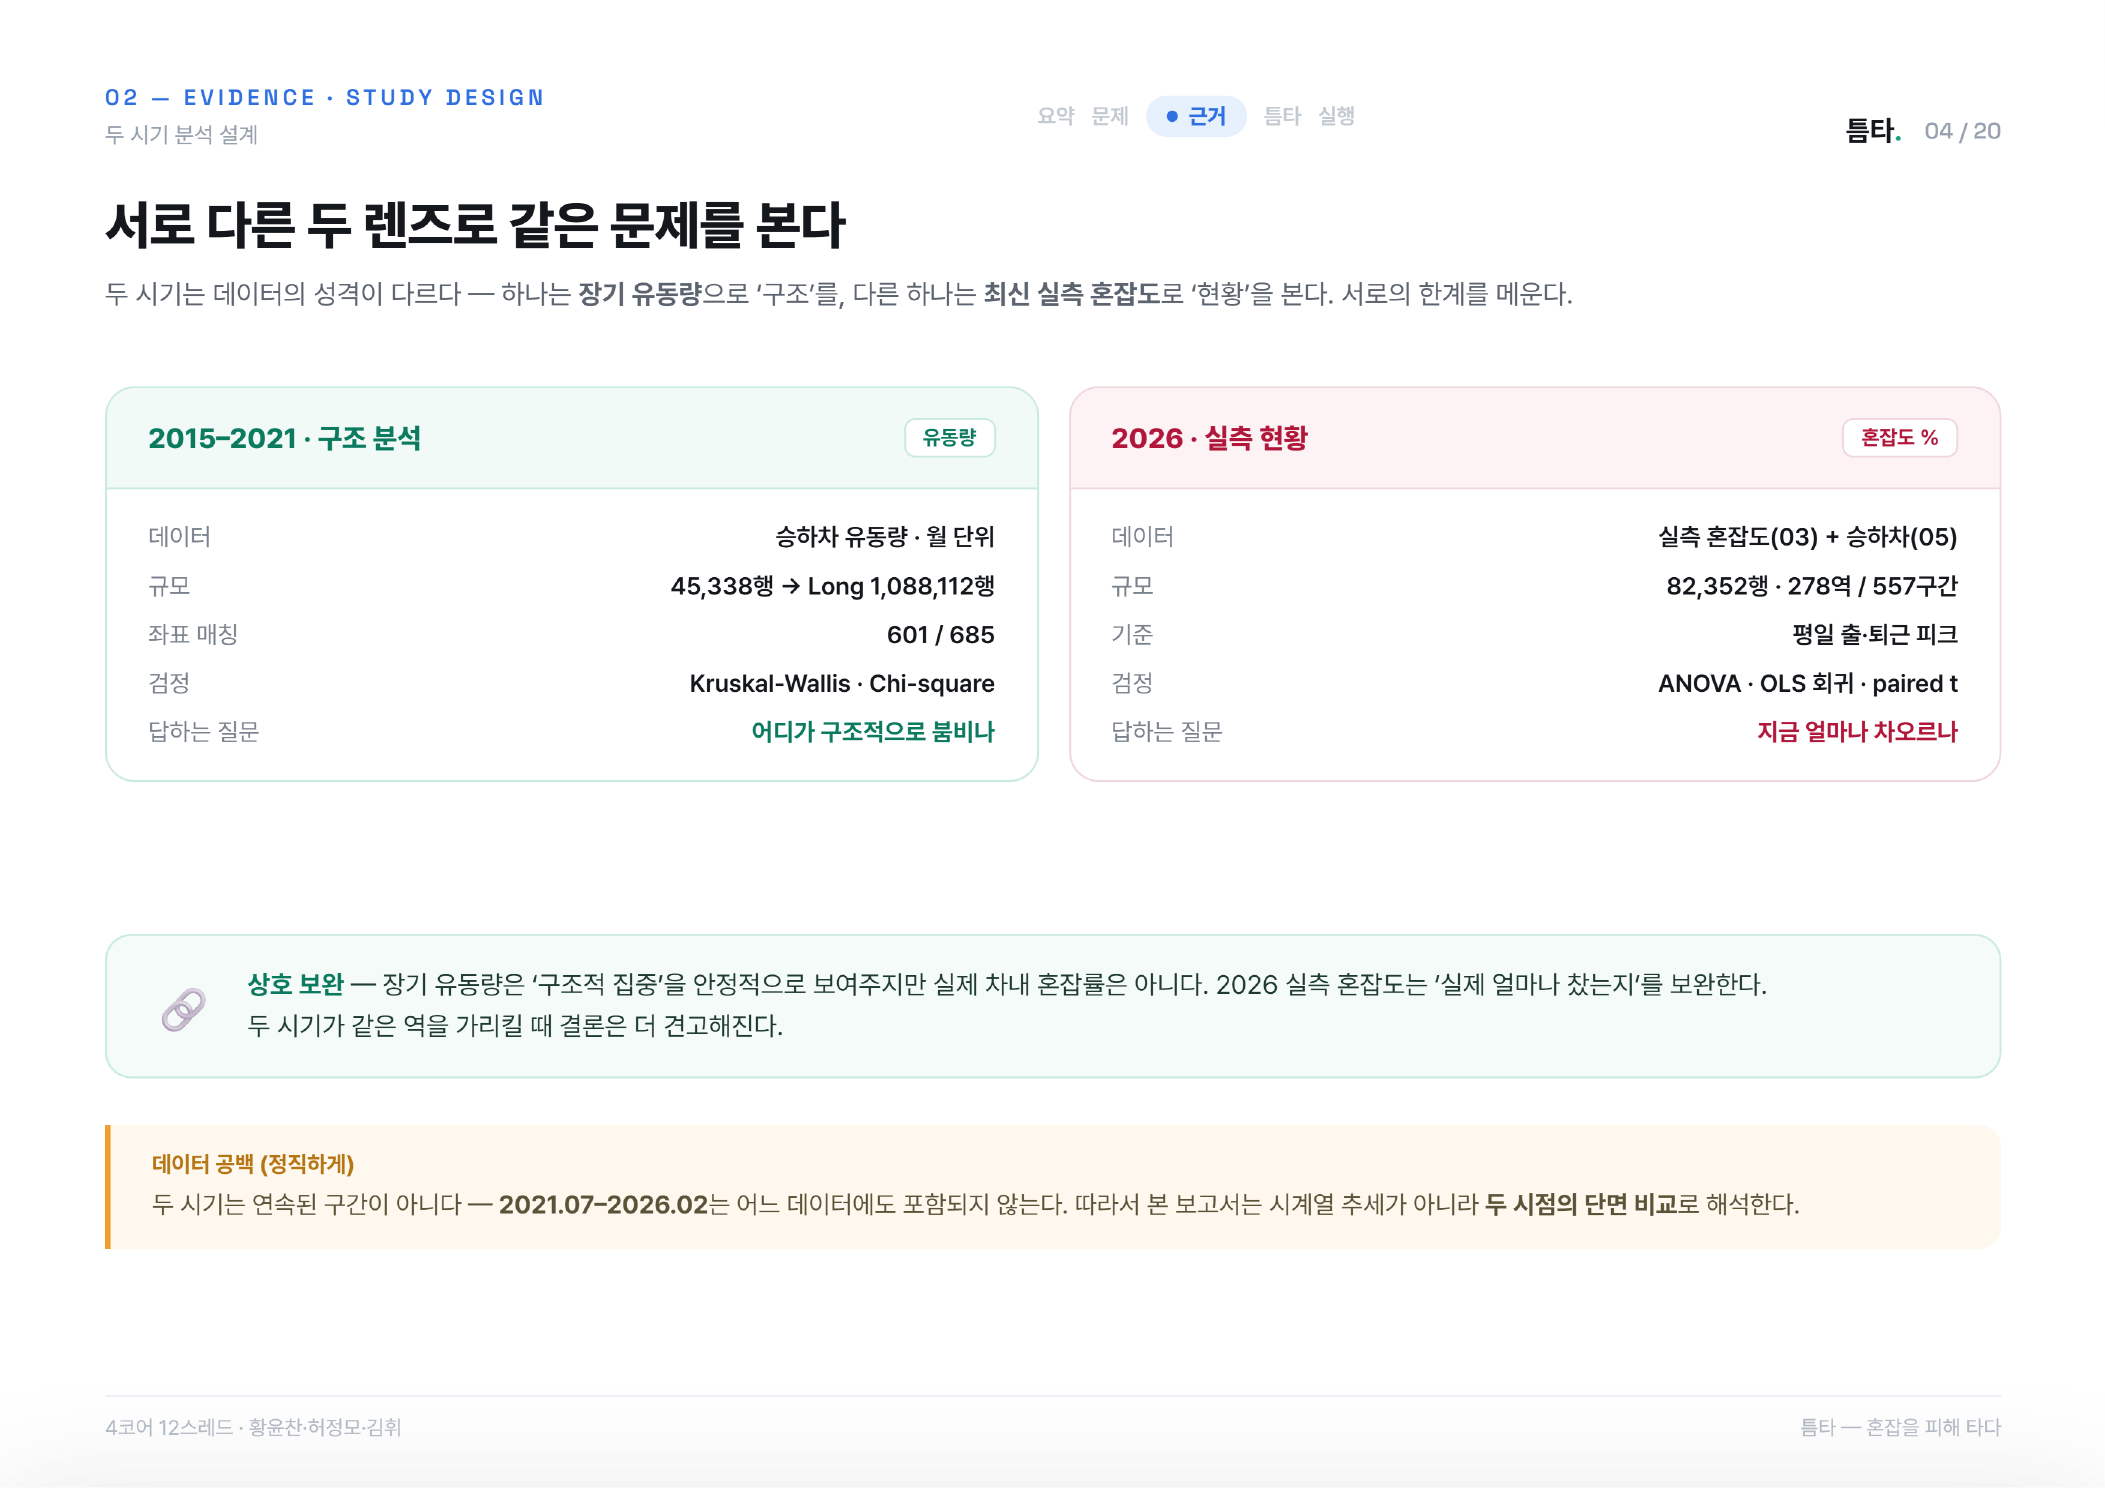 02 — EVIDENCE · STUDY DESIGN
두 시기 분석 설계
요약 문제 • 근거 틈타 실행
틈타. 04 / 20
서로 다른 두 렌즈로 같은 문제를 본다
두 시기는 데이터의 성격이 다르다 — 하나는 장기 유동량으로 ‘구조’를, 다른 하나는 최신 실측 혼잡도로 ‘현황’을 본다. 서로의 한계를 메운다.
2015–2021 · 구조 분석 유동량
데이터 승하차 유동량 · 월 단위
규모 45,338행 → Long 1,088,112행
좌표 매칭 601 / 685
검정 Kruskal-Wallis · Chi-square
답하는 질문 어디가 구조적으로 붐비나
2026 · 실측 현황 혼잡도 %
데이터 실측 혼잡도(03) + 승하차(05)
규모 82,352행 · 278역 / 557구간
기준 평일 출·퇴근 피크
검정 ANOVA · OLS 회귀 · paired t
답하는 질문 지금 얼마나 차오르나
상호 보완 — 장기 유동량은 ‘구조적 집중’을 안정적으로 보여주지만 실제 차내 혼잡률은 아니다. 2026 실측 혼잡도는 ‘실제 얼마나 찼는지’를 보완한다.
두 시기가 같은 역을 가리킬 때 결론은 더 견고해진다.
데이터 공백 (정직하게)
두 시기는 연속된 구간이 아니다 — 2021.07–2026.02는 어느 데이터에도 포함되지 않는다. 따라서 본 보고서는 시계열 추세가 아니라 두 시점의 단면 비교로 해석한다.
4코어 12스레드 · 황윤찬·허정모·김휘
틈타 — 혼잡을 피해 타다